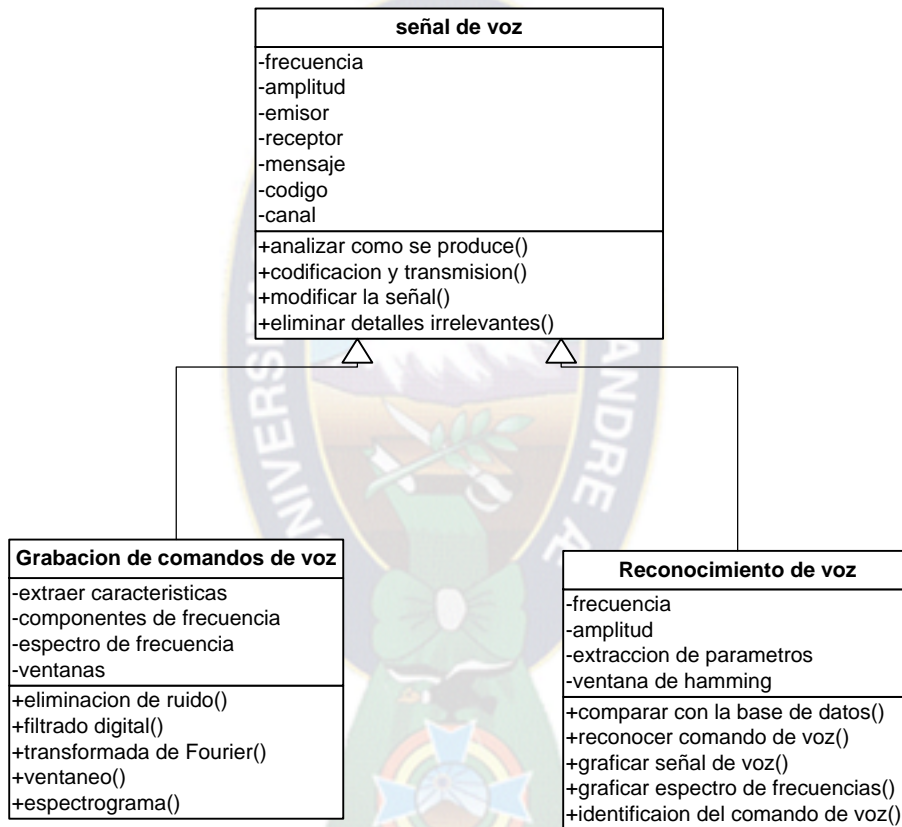 señal de voz
-frecuencia
-amplitud
-emisor
-receptor
-mensaje
-codigo
-canal
+analizar como se produce()
+codificacion y transmision()
+modificar la señal()
+eliminar detalles irrelevantes()
Grabacion de comandos de voz
-extraer caracteristicas
-componentes de frecuencia
-espectro de frecuencia
-ventanas
+eliminacion de ruido()
+filtrado digital()
+transformada de Fourier()
+ventaneo()
+espectrograma()
Reconocimiento de voz
-frecuencia
-amplitud
-extraccion de parametros
-ventana de hamming
+comparar con la base de datos()
+reconocer comando de voz()
+graficar señal de voz()
+graficar espectro de frecuencias()
+identificaion del comando de voz()